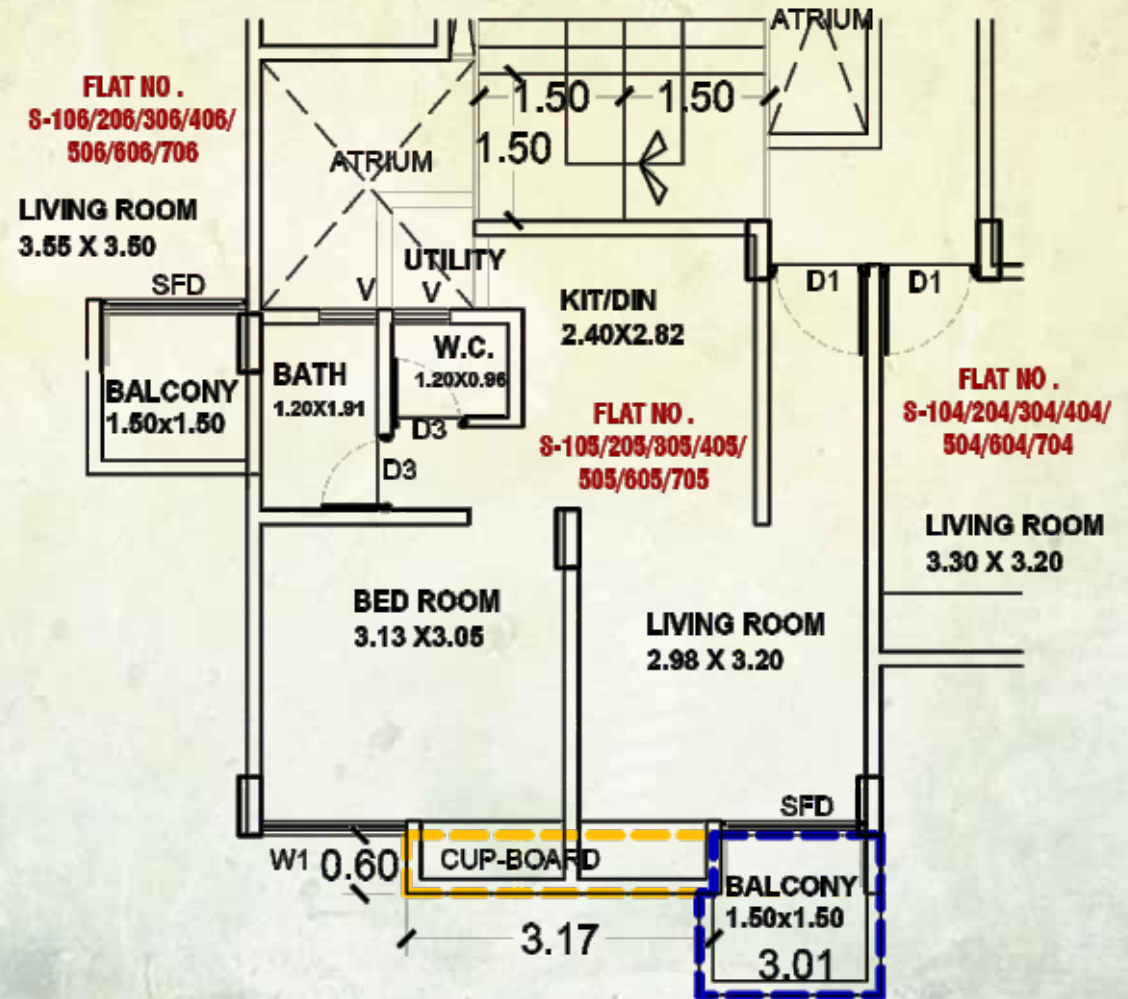 ATRIUM
FLAT NO .
S-106/206/306/406/
506/606/706
1.50
1.50
1.50
ATRIUM
LIVING ROOM
3.55 X 3.50
UTILITY
SFD
V
V
KIT/DIN
2.40X2.82
D1
D1
W.C.
1.20X0.96
BATH
1.20X1.91
BALCONY
1.50x1.50
FLAT NO .
S-104/204/304/404/
504/604/704
FLAT NO .
S-105/205/305/405/
505/605/705
D3
D3
LIVING ROOM
3.30 X 3.20
BED ROOM
3.13 X3.05
LIVING ROOM
2.98 X 3.20
SFD
W1
0.60
CUP-BOARD
BALCONY
1.50x1.50
3.17
3.01